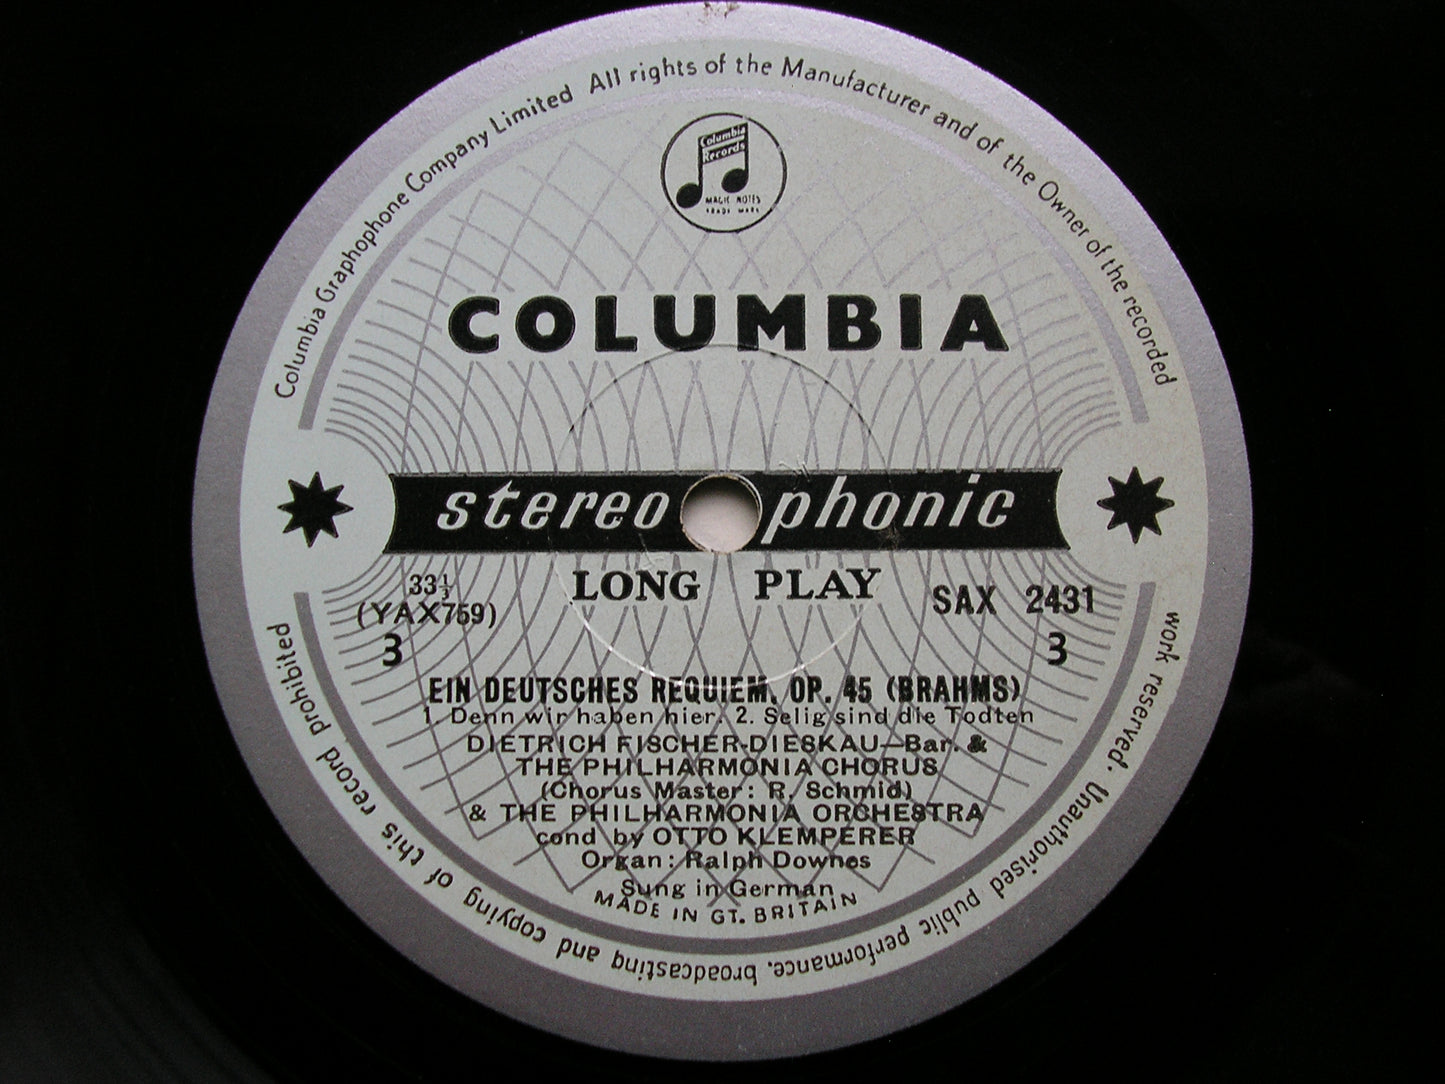 Columbia Graphophone Company Limited All rights of the Manufacturer and of the Owner of the recorded work reserved. Unauthorised public performance, broadcasting and copying of this record prohibited
Columbia
Records
MAGIC NOTES
TRADE MARK
COLUMBIA
stereophonic
LONG PLAY
33⅓
(YAX759)
3
SAX 2431
3
EIN DEUTSCHES REQUIEM, OP. 45 (BRAHMS)
1. Denn wir haben hier. 2. Selig sind die Todten
DIETRICH FISCHER-DIESKAU—Bar. &
THE PHILHARMONIA CHORUS
(Chorus Master: R. Schmid)
& THE PHILHARMONIA ORCHESTRA
cond by OTTO KLEMPERER
Organ: Ralph Downes
Sung in German
MADE IN GT. BRITAIN